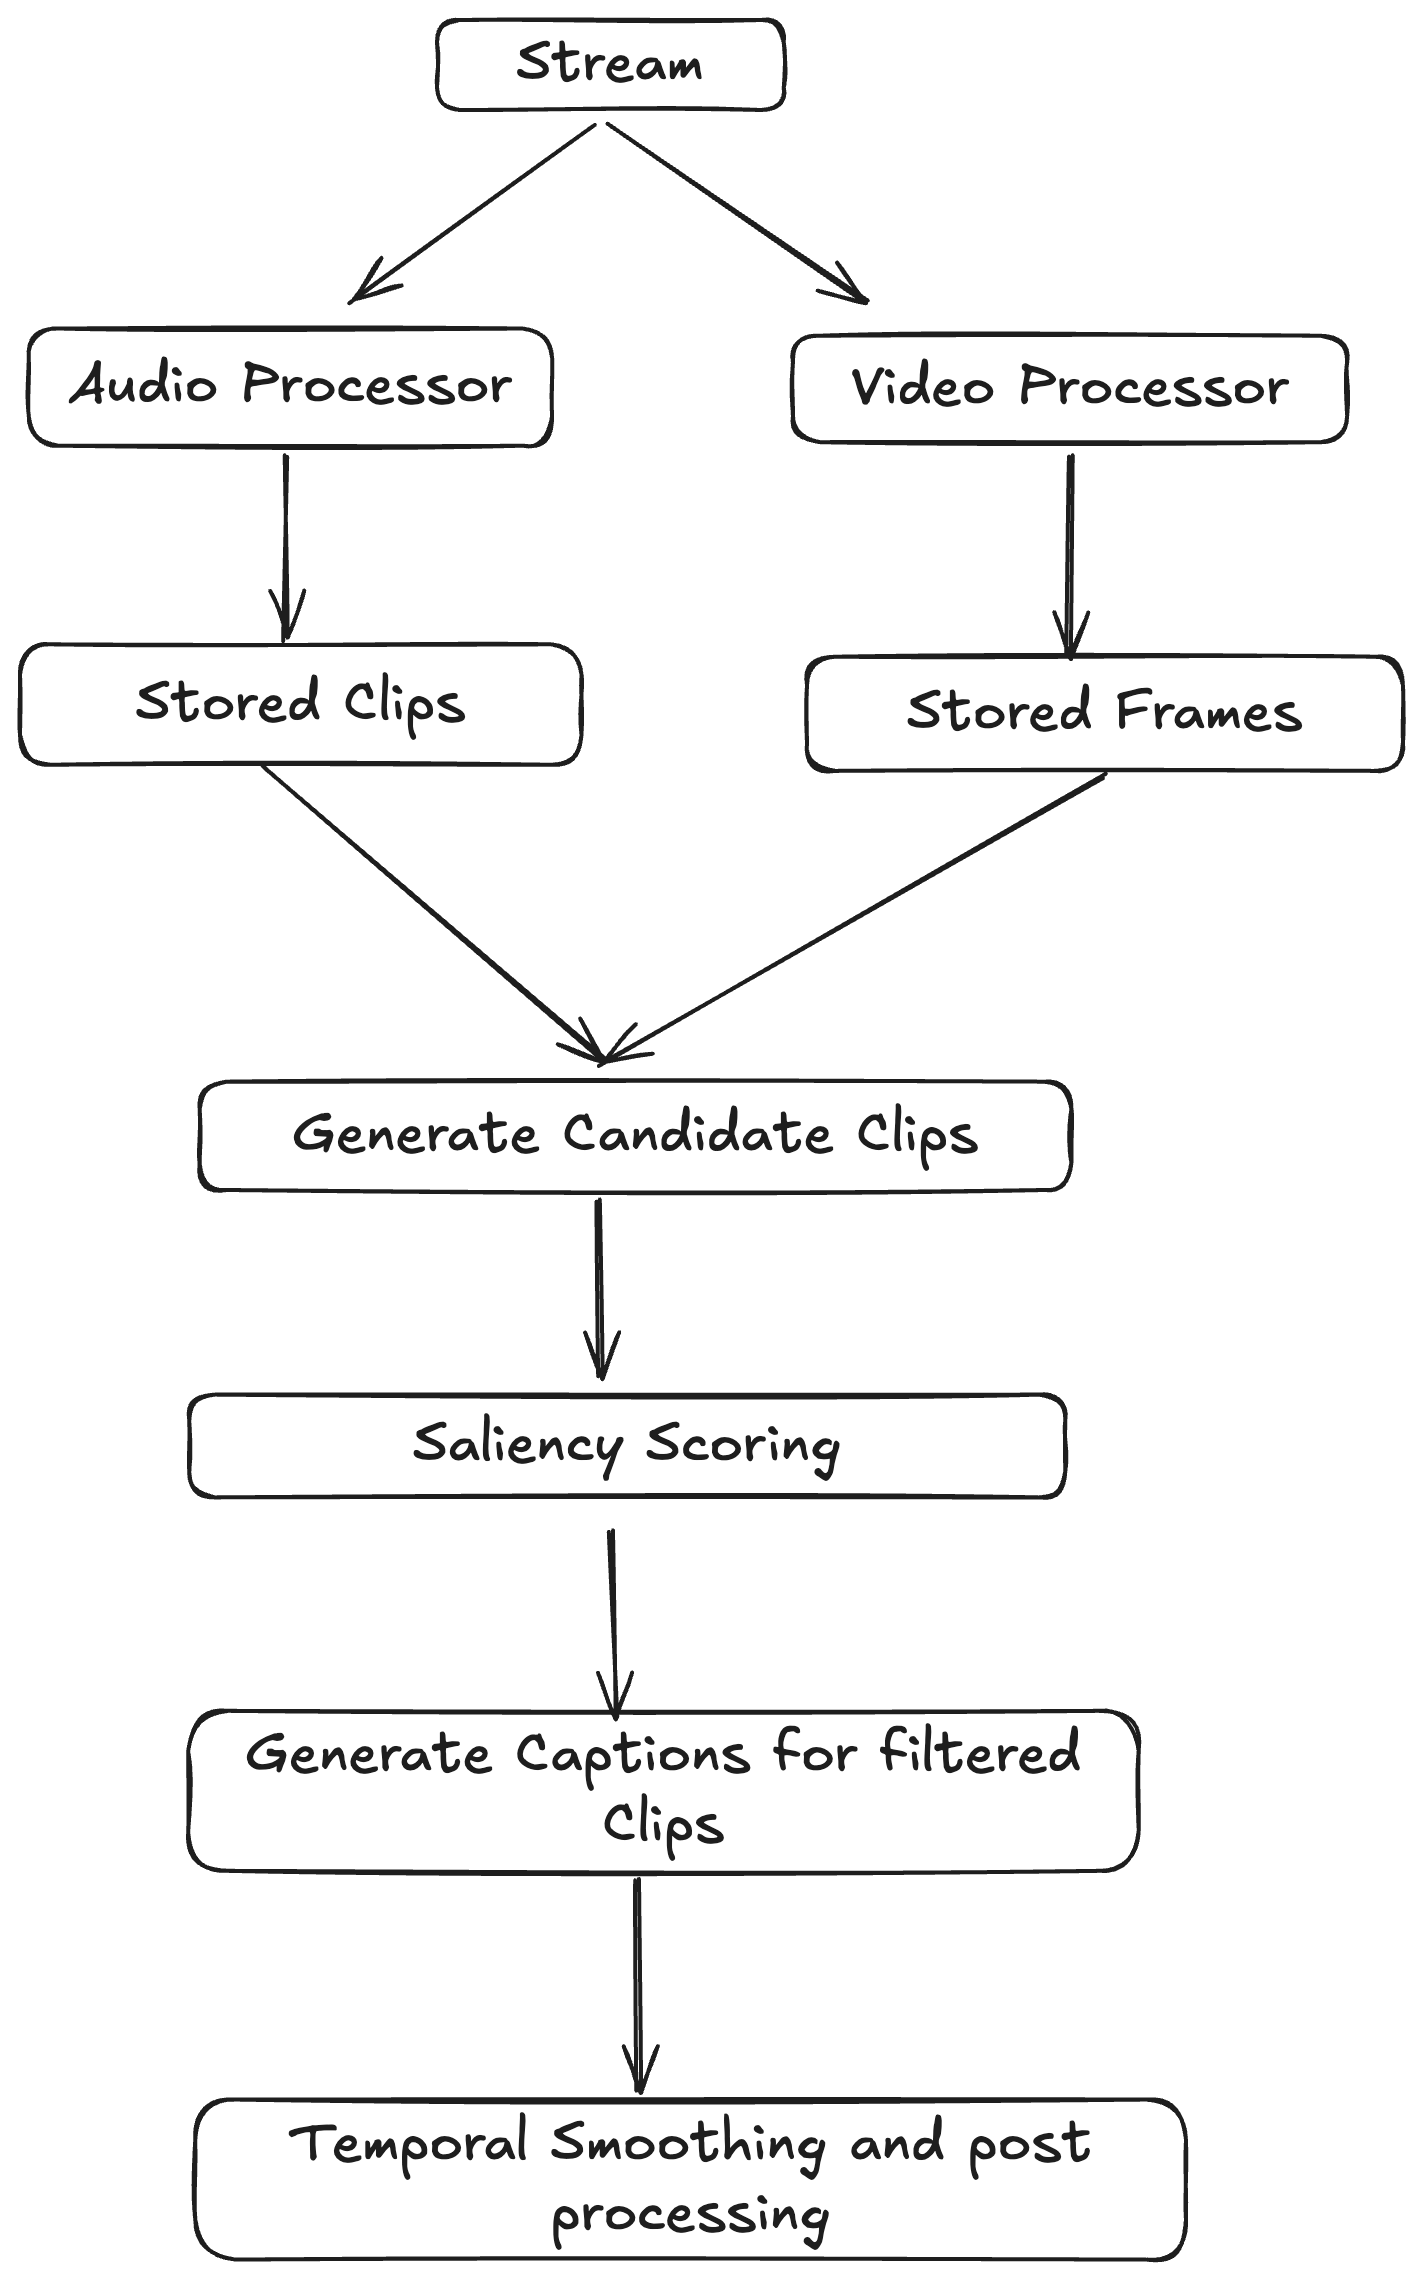 Stream
Audio Processor
Video Processor
Stored Clips
Stored Frames
Generate Candidate Clips
Saliency Scoring
Generate Captions for filtered
Clips
Temporal Smoothing and post
processing